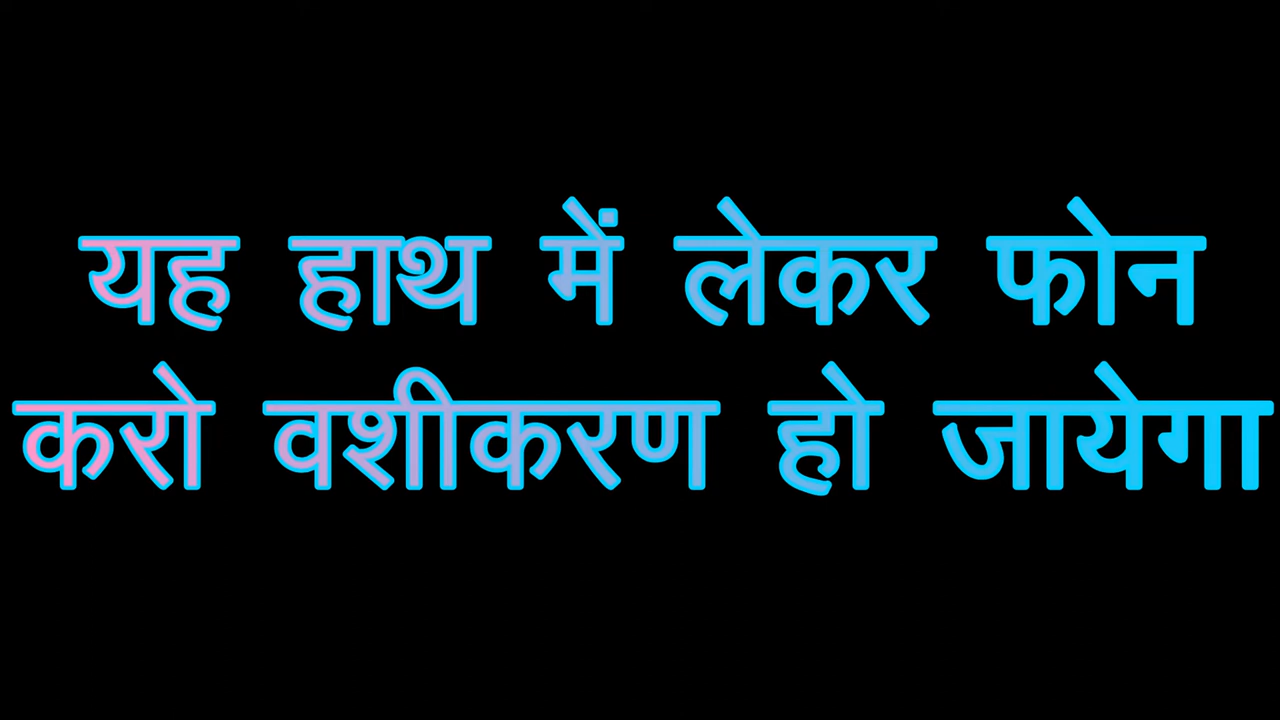 यह हाथ में लेकर फोन
करो वशीकरण हो जायेगा